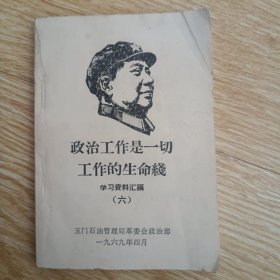 政治工作是一切
工作的生命綫
学习資料汇編
（六）
玉门石油管理局革委会政治部
一九六九年四月